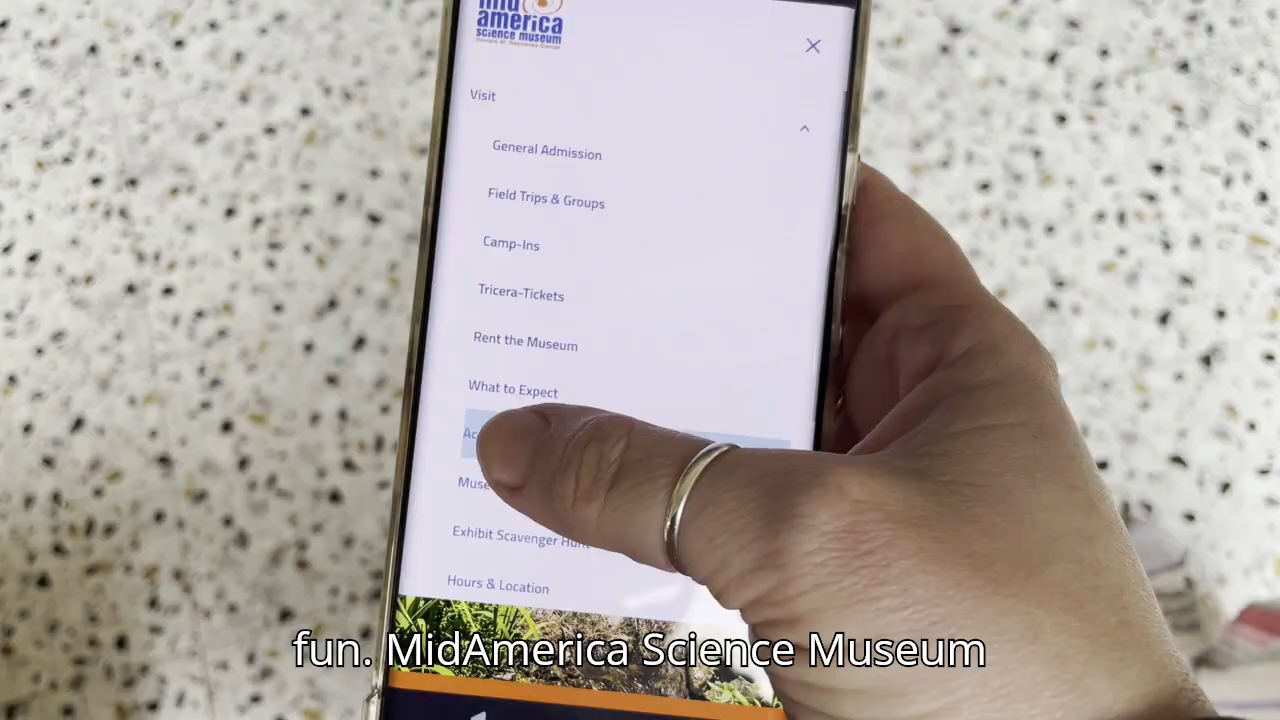 mid
america
science museum
Visit
General Admission
Field Trips & Groups
Camp-Ins
Tricera-Tickets
Rent the Museum
What to Expect
Exhibit Scavenger Hunt
Hours & Location
fun. MidAmerica Science Museum